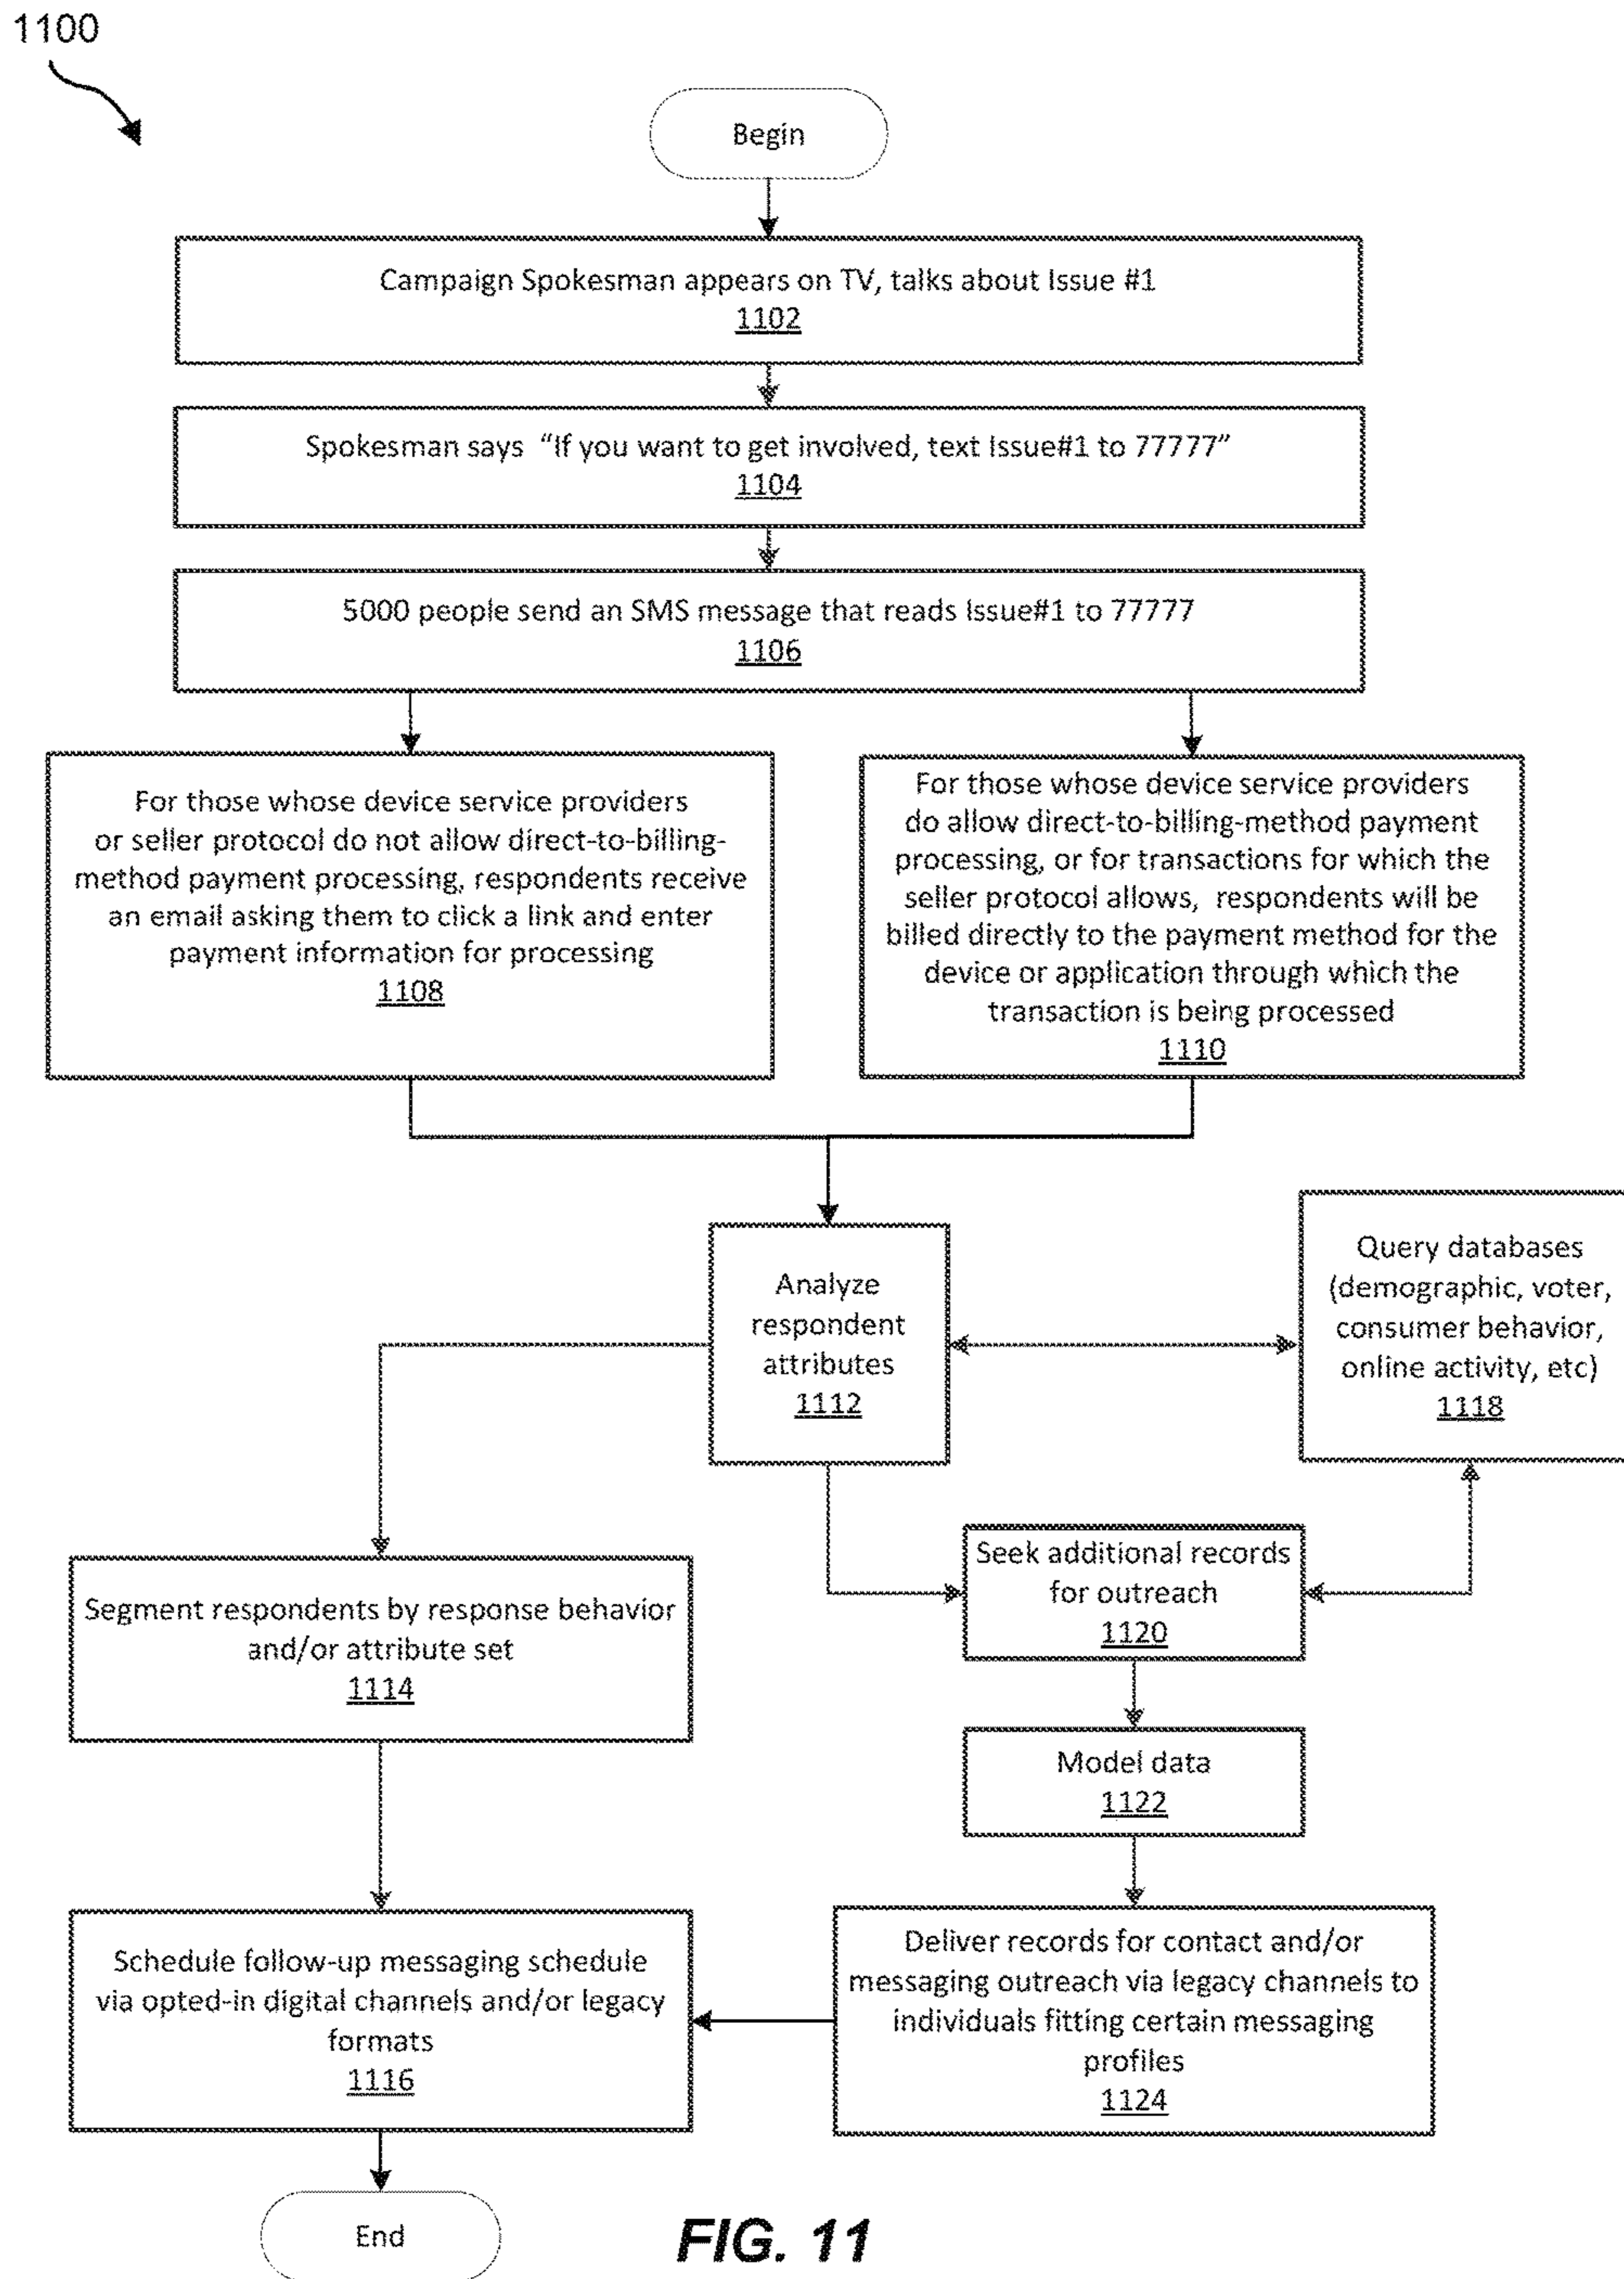 1100
Begin
Campaign Spokesman appears on TV, talks about Issue #1
1102
Spokesman says “If you want to get involved, text Issue#1 to 77777”
1104
5000 people send an SMS message that reads Issue#1 to 77777
1106
For those whose device service providers
or seller protocol do not allow direct-to-billing-
method payment processing, respondents receive
an email asking them to click a link and enter
payment information for processing
1108
For those whose device service providers
do allow direct-to-billing-method payment
processing, or for transactions for which the
seller protocol allows, respondents will be
billed directly to the payment method for the
device or application through which the
transaction is being processed
1110
Analyze
respondent
attributes
1112
Query databases
(demographic, voter,
consumer behavior,
online activity, etc)
1118
Segment respondents by response behavior
and/or attribute set
1114
Seek additional records
for outreach
1120
Model data
1122
Schedule follow-up messaging schedule
via opted-in digital channels and/or legacy
formats
1116
Deliver records for contact and/or
messaging outreach via legacy channels to
individuals fitting certain messaging
profiles
1124
End
FIG. 11